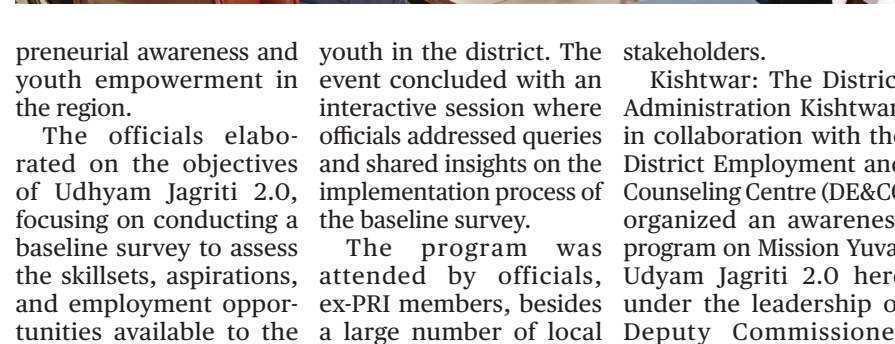 preneurial awareness and
youth empowerment in
the region.
The officials elabo-
rated on the objectives
of Udhyam Jagriti 2.0,
focusing on conducting a
baseline survey to assess
the skillsets, aspirations,
and employment oppor-
tunities available to the
youth in the district. The
event concluded with an
interactive session where
officials addressed queries
and shared insights on the
implementation process of
the baseline survey.
The program was
attended by officials,
ex-PRI members, besides
a large number of local
stakeholders.
Kishtwar: The Distric
Administration Kishtwar
in collaboration with the
District Employment and
Counseling Centre (DE&CC
organized an awarenes
program on Mission Yuva
Udyam Jagriti 2.0 here
under the leadership o
Deputy Commissione